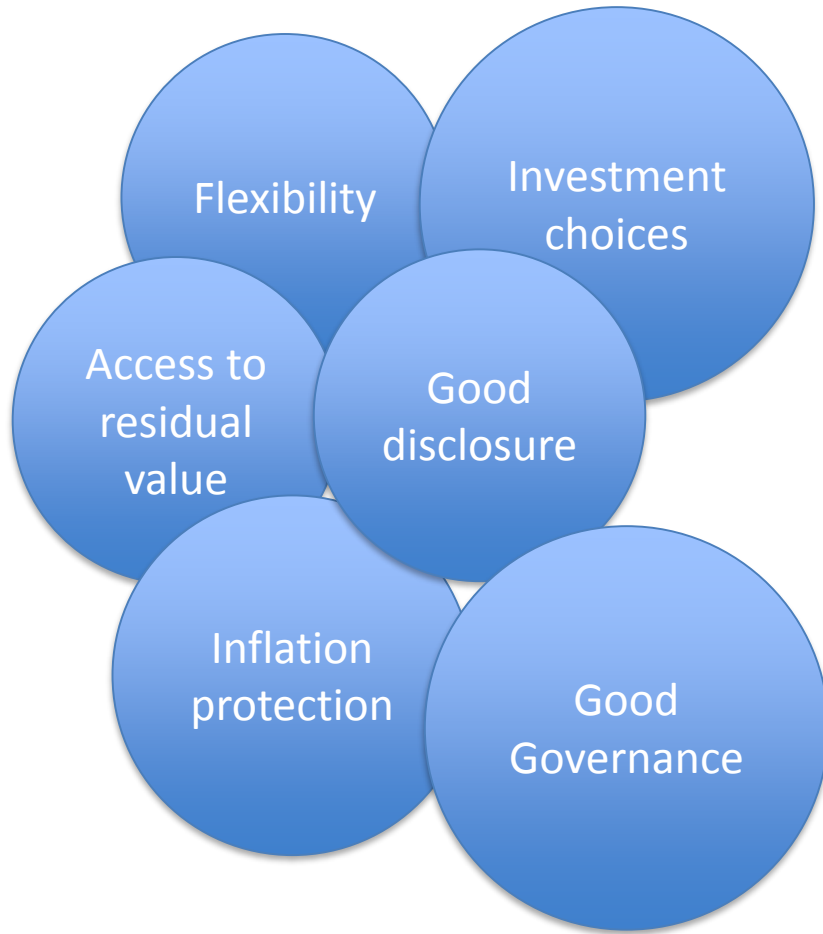 Flexibility
Investment
choices
Access to
residual
value
Good
disclosure
Inflation
protection
Good
Governance